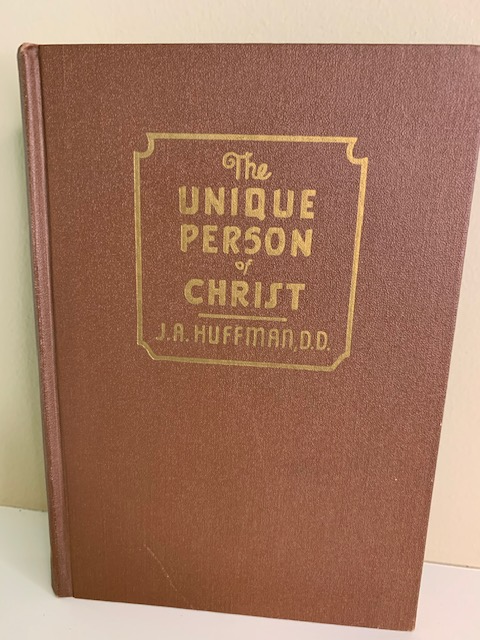 The
UNIQUE
PERSON
of
CHRIST
J.A. HUFFMAN, D.D.